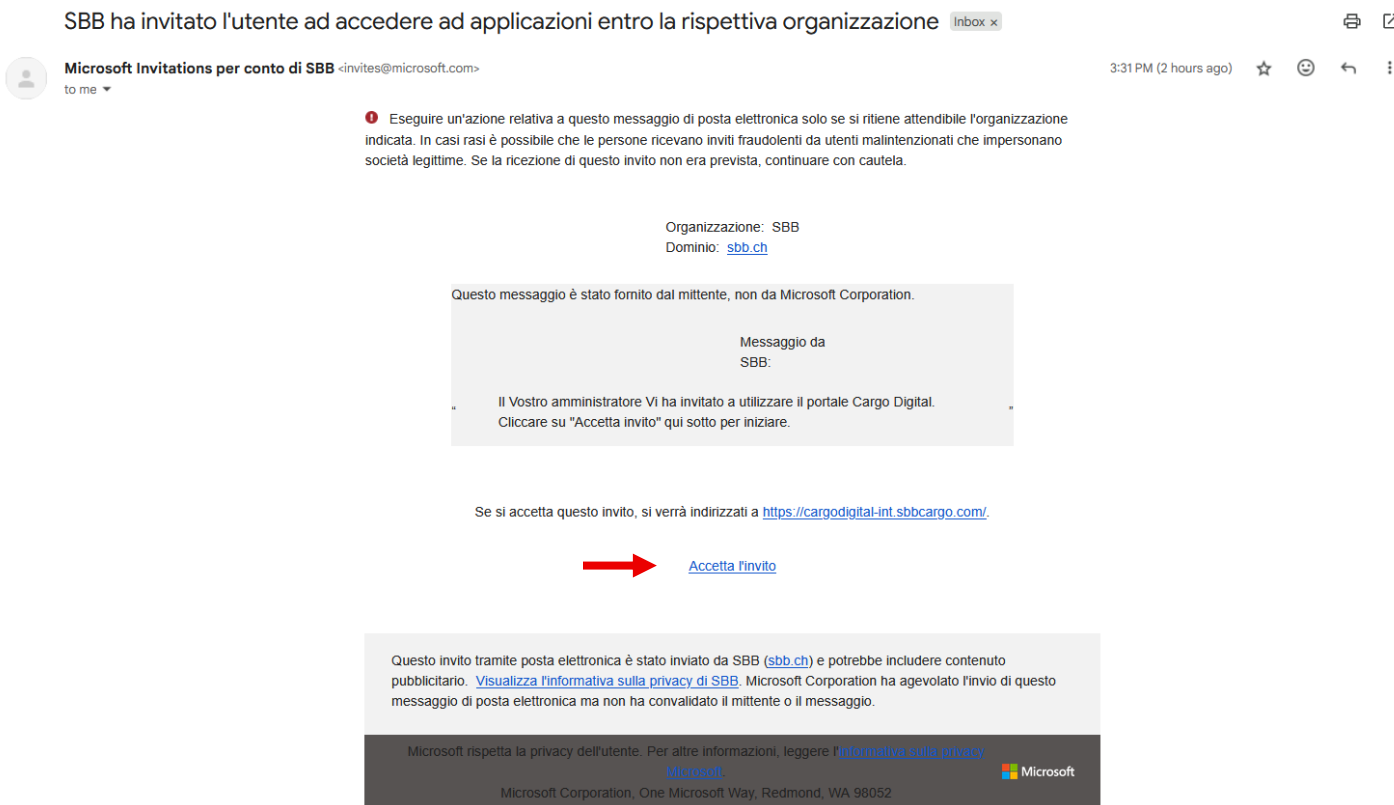 SBB ha invitato l'utente ad accedere ad applicazioni entro la rispettiva organizzazione Inbox x
Microsoft Invitations per conto di SBB <invites@microsoft.com>
3:31 PM (2 hours ago)
to me
Eseguire un'azione relativa a questo messaggio di posta elettronica solo se si ritiene attendibile l'organizzazione
indicata. In casi rasi è possibile che le persone ricevano inviti fraudolenti da utenti malintenzionati che impersonano
società legittime. Se la ricezione di questo invito non era prevista, continuare con cautela.
Organizzazione: SBB
Dominio: sbb.ch
Questo messaggio è stato fornito dal mittente, non da Microsoft Corporation.
Messaggio da
SBB:
Il Vostro amministratore Vi ha invitato a utilizzare il portale Cargo Digital.
“ Cliccare su "Accetta invito" qui sotto per iniziare. ”
Se si accetta questo invito, si verrà indirizzati a https://cargodigital-int.sbbcargo.com/.
Accetta l'invito
Questo invito tramite posta elettronica è stato inviato da SBB (sbb.ch) e potrebbe includere contenuto
pubblicitario. Visualizza l'informativa sulla privacy di SBB. Microsoft Corporation ha agevolato l'invio di questo
messaggio di posta elettronica ma non ha convalidato il mittente o il messaggio.
Microsoft rispetta la privacy dell'utente. Per altre informazioni, leggere l'Informativa sulla privacy
Microsoft.
Microsoft
Microsoft Corporation, One Microsoft Way, Redmond, WA 98052